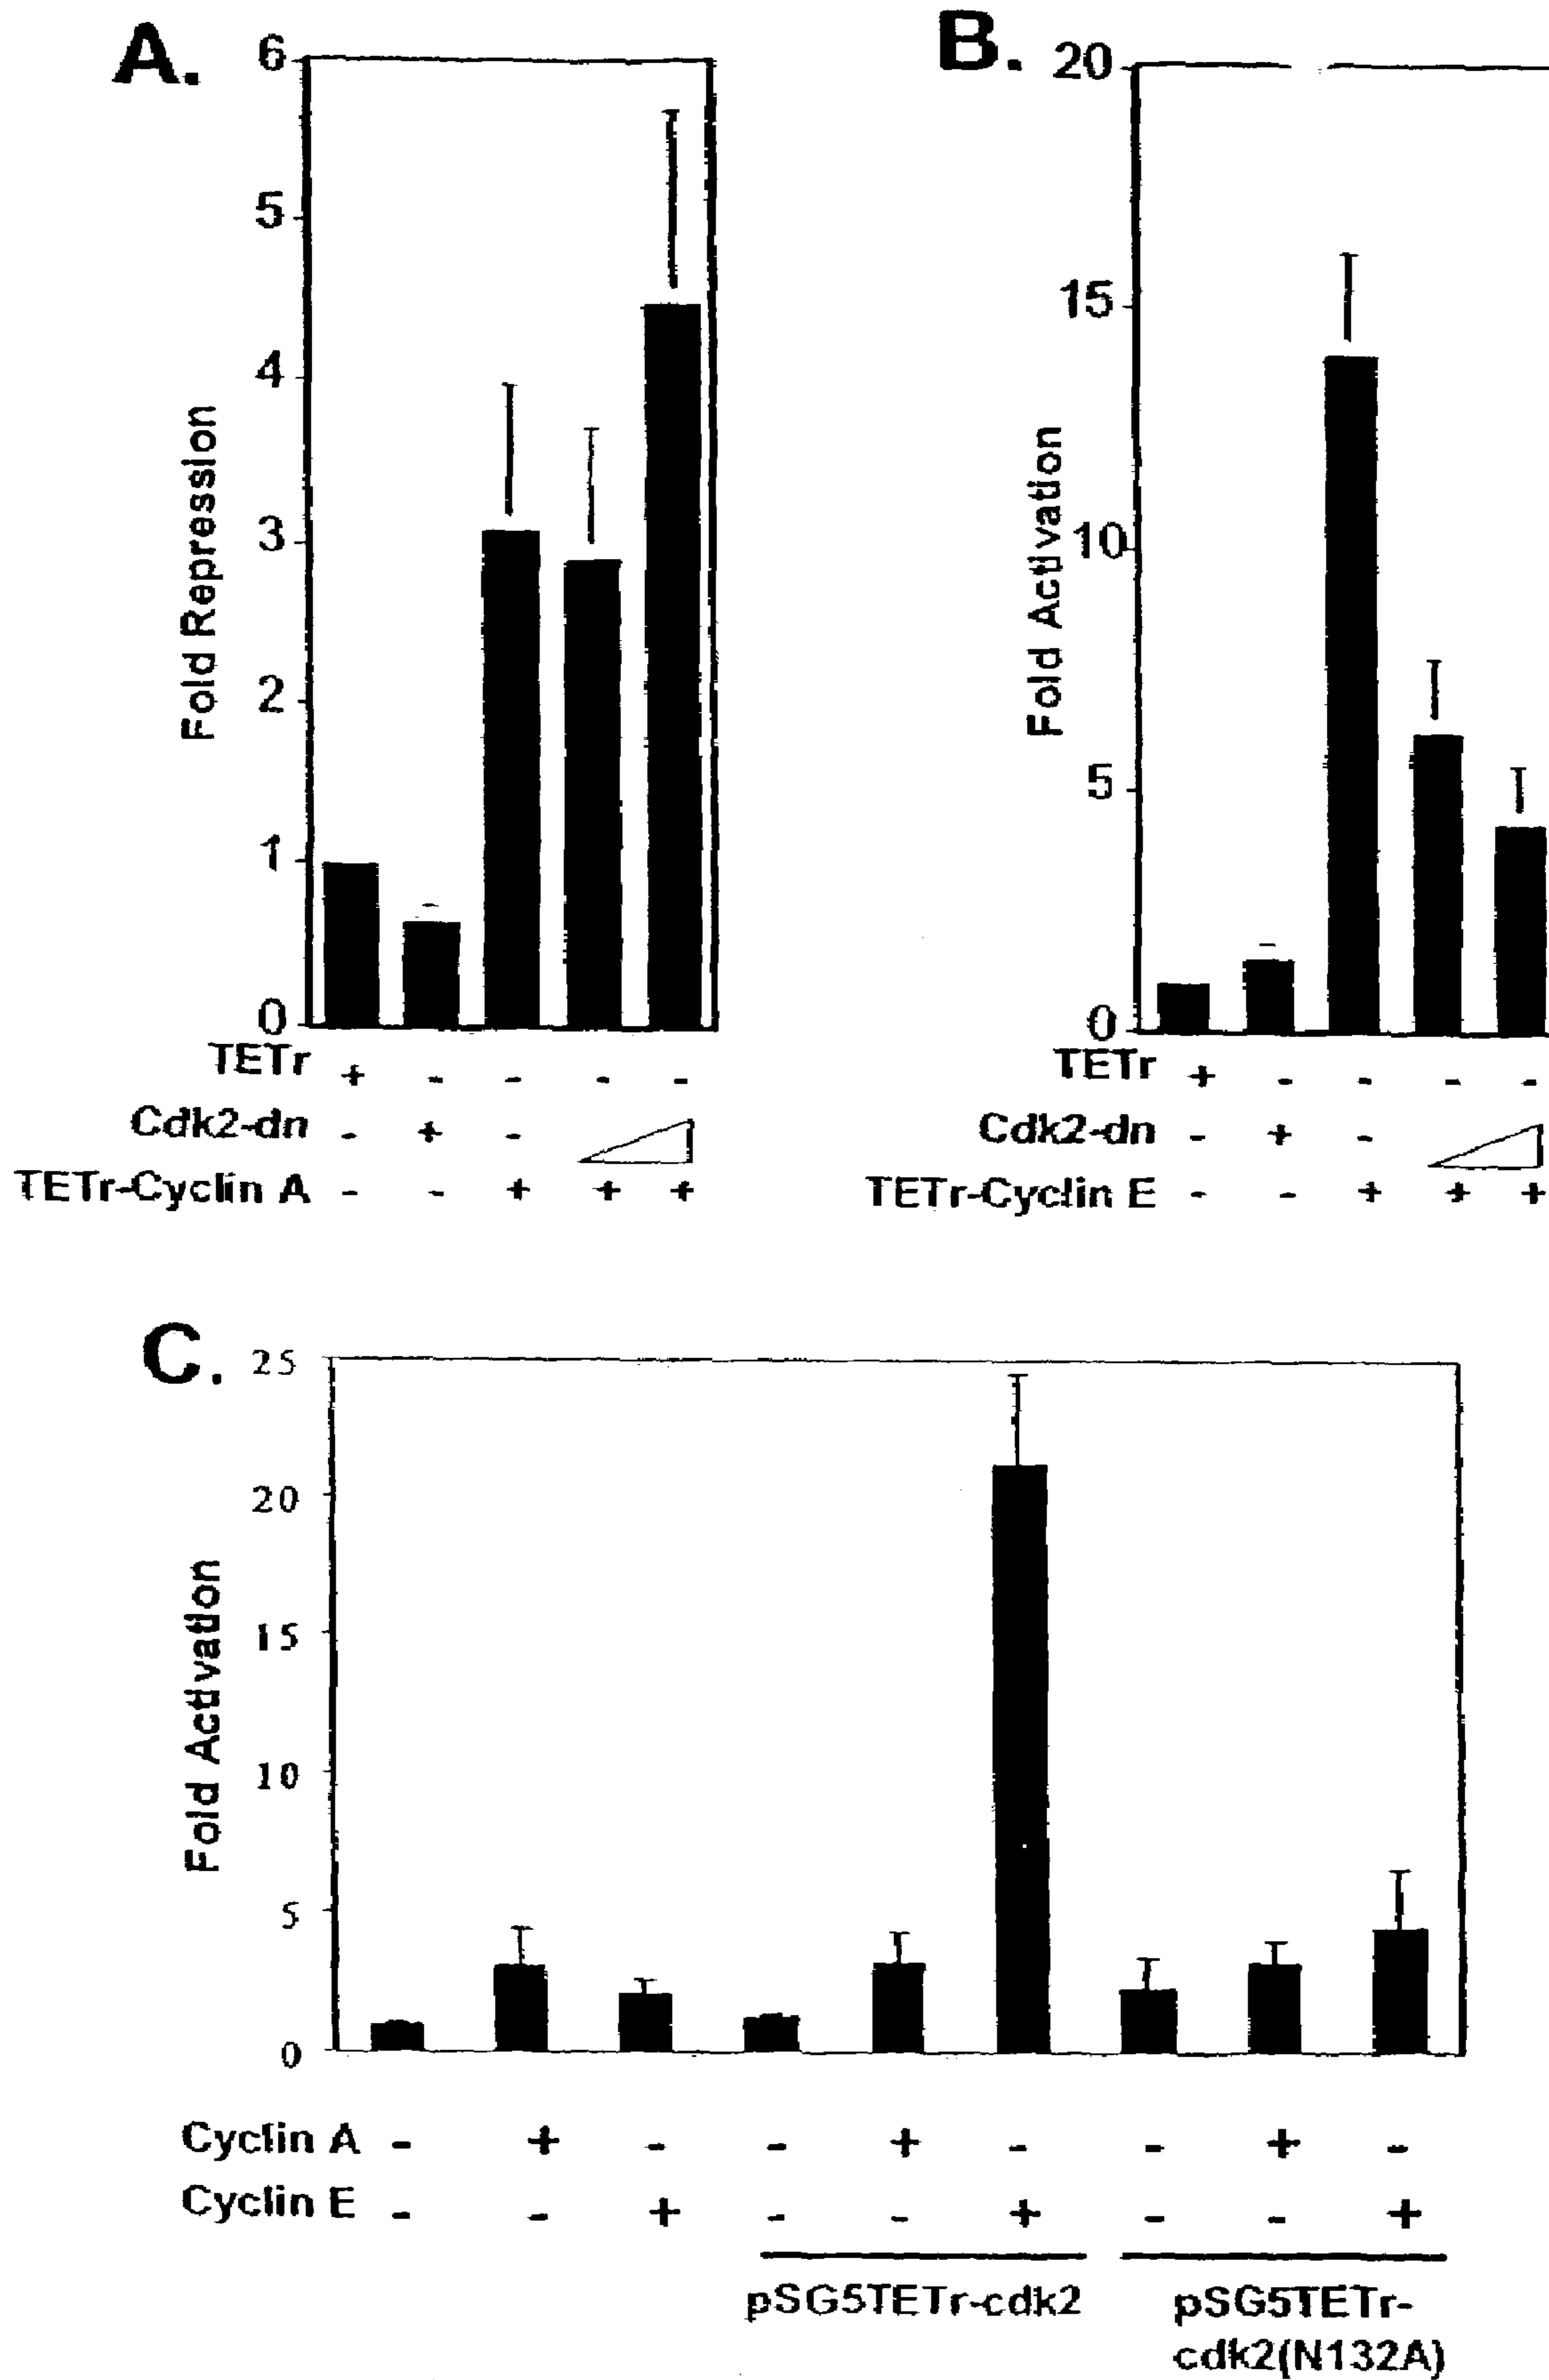 A.
6
5
4
3
2
1
0
Fold Repression
TETr + - - - -
Cdk2-dn - + -
TETr-Cyclin A - - + + +
B.
20
15
10
5
0
Fold Activation
TETr + - - - -
Cdk2-dn - + -
TETr-Cyclin E - - + + +
C.
25
20
15
10
5
0
Fold Activation
Cyclin A - + - - + - - + -
Cyclin E - - + - - + - - +
pSG5TETr-cdk2
pSG5TETr-
cdk2(N132A)